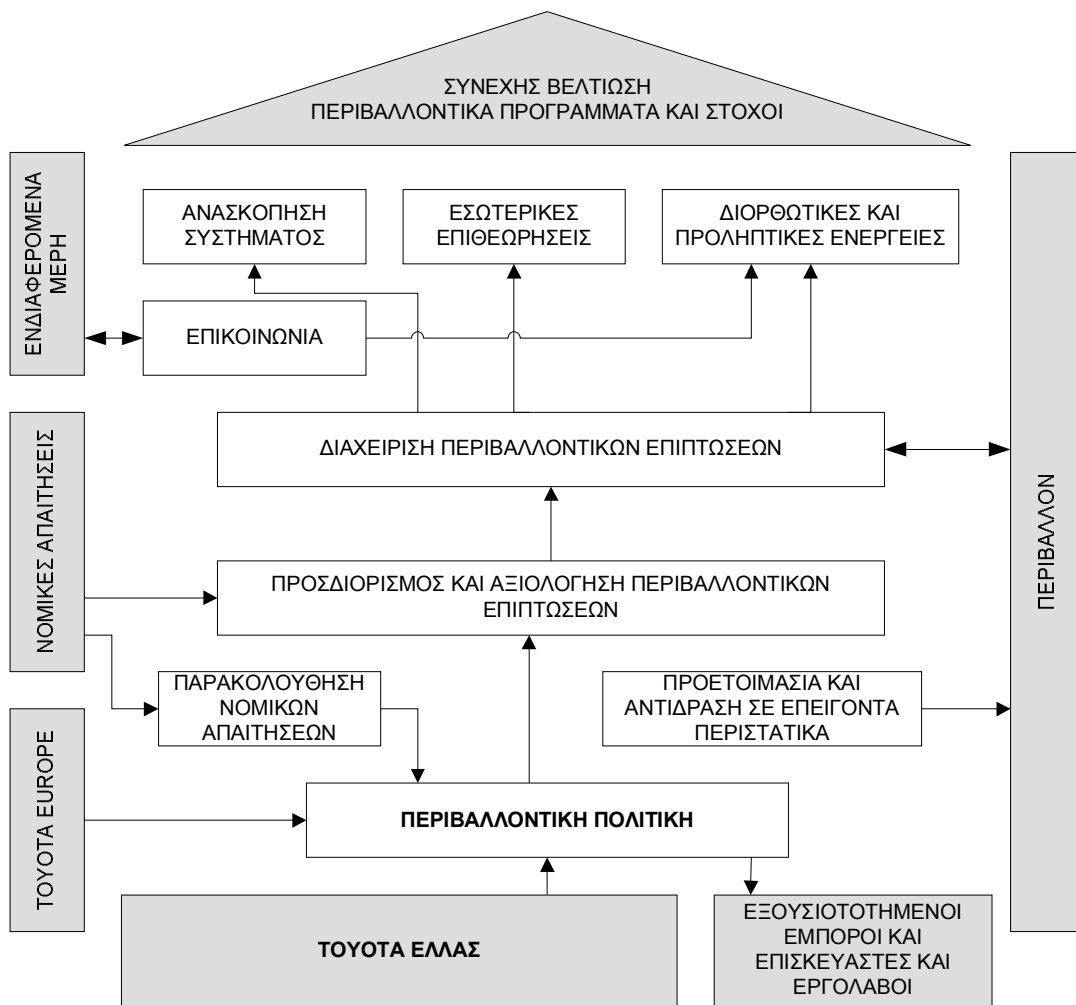 ΣΥΝΕΧΗΣ ΒΕΛΤΙΩΣΗ
ΠΕΡΙΒΑΛΛΟΝΤΙΚΑ ΠΡΟΓΡΑΜΜΑΤΑ ΚΑΙ ΣΤΟΧΟΙ
ΕΝΔΙΑΦΕΡΟΜΕΝΑ
ΜΕΡΗ
ΑΝΑΣΚΟΠΗΣΗ
ΣΥΣΤΗΜΑΤΟΣ
ΕΣΩΤΕΡΙΚΕΣ
ΕΠΙΘΕΩΡΗΣΕΙΣ
ΔΙΟΡΘΩΤΙΚΕΣ ΚΑΙ
ΠΡΟΛΗΠΤΙΚΕΣ ΕΝΕΡΓΕΙΕΣ
ΕΠΙΚΟΙΝΩΝΙΑ
ΔΙΑΧΕΙΡΙΣΗ ΠΕΡΙΒΑΛΛΟΝΤΙΚΩΝ ΕΠΙΠΤΩΣΕΩΝ
ΠΕΡΙΒΑΛΛΟΝ
ΝΟΜΙΚΕΣ ΑΠΑΙΤΗΣΕΙΣ
ΠΡΟΣΔΙΟΡΙΣΜΟΣ ΚΑΙ ΑΞΙΟΛΟΓΗΣΗ ΠΕΡΙΒΑΛΛΟΝΤΙΚΩΝ
ΕΠΙΠΤΩΣΕΩΝ
ΠΑΡΑΚΟΛΟΥΘΗΣΗ
ΝΟΜΙΚΩΝ
ΑΠΑΙΤΗΣΕΩΝ
ΠΡΟΕΤΟΙΜΑΣΙΑ ΚΑΙ
ΑΝΤΙΔΡΑΣΗ ΣΕ ΕΠΕΙΓΟΝΤΑ
ΠΕΡΙΣΤΑΤΙΚΑ
TOYOTA EUROPE
ΠΕΡΙΒΑΛΛΟΝΤΙΚΗ ΠΟΛΙΤΙΚΗ
TOYOTA ΕΛΛΑΣ
ΕΞΟΥΣΙΟΤΟΤΗΜΕΝΟΙ
ΕΜΠΟΡΟΙ ΚΑΙ
ΕΠΙΣΚΕΥΑΣΤΕΣ ΚΑΙ
ΕΡΓΟΛΑΒΟΙ